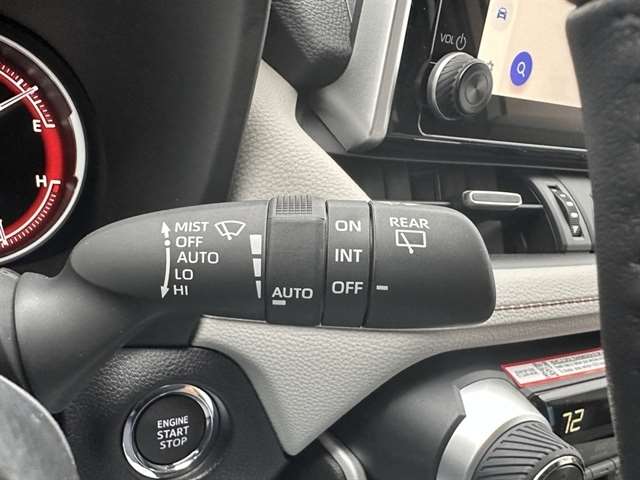 VOL
E
H
MIST
OFF
AUTO
LO
HI
AUTO
ON
INT
OFF
REAR
ENGINE
START
STOP
72